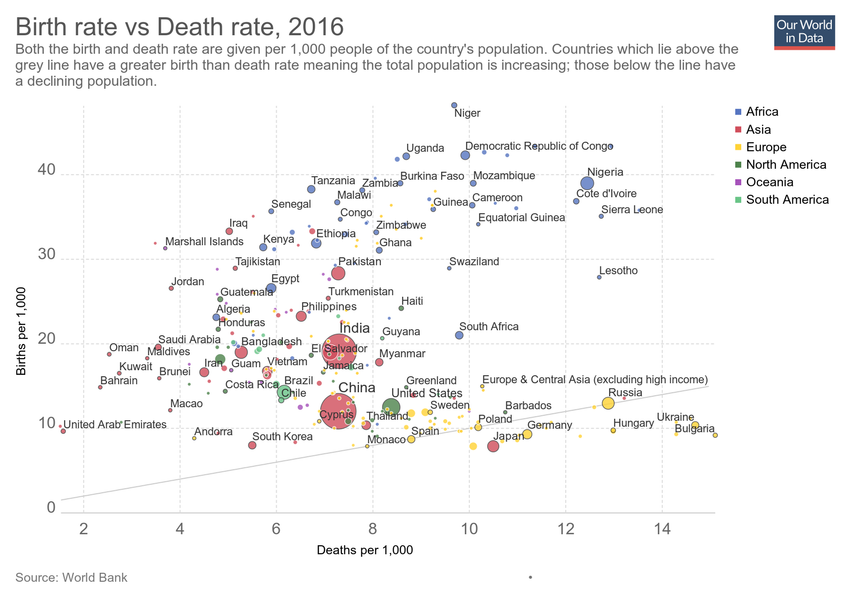 Birth rate vs Death rate, 2016
Our World
in Data
Both the birth and death rate are given per 1,000 people of the country's population. Countries which lie above the
grey line have a greater birth than death rate meaning the total population is increasing; those below the line have
a declining population.
Niger
Africa
Asia
Europe
North America
Oceania
South America
Uganda
Democratic Republic of Congo
40
Tanzania
Zambia
Burkina Faso
Mozambique
Nigeria
Malawi
Senegal
Congo
Guinea
Cameroon
Cote d'Ivoire
Sierra Leone
Equatorial Guinea
Iraq
Zimbabwe
Marshall Islands
Kenya
Ethiopia
Ghana
30
Tajikistan
Pakistan
Swaziland
Lesotho
Jordan
Egypt
Guatemala
Turkmenistan
Haiti
Algeria
Philippines
Honduras
India
Guyana
South Africa
20
Saudi Arabia
Bangladesh
El Salvador
Oman
Maldives
Myanmar
Kuwait
Iran
Guam
Vietnam
Jamaica
Bahrain
Brunei
Costa Rica
Brazil
Chile
China
Greenland
Europe & Central Asia (excluding high income)
United States
Russia
Macao
Cyprus
Thailand
Sweden
Barbados
Poland
10
United Arab Emirates
Andorra
South Korea
Monaco
Spain
Japan
Germany
Hungary
Ukraine
Bulgaria
0
Births per 1,000
2
4
6
8
10
12
14
Deaths per 1,000
Source: World Bank